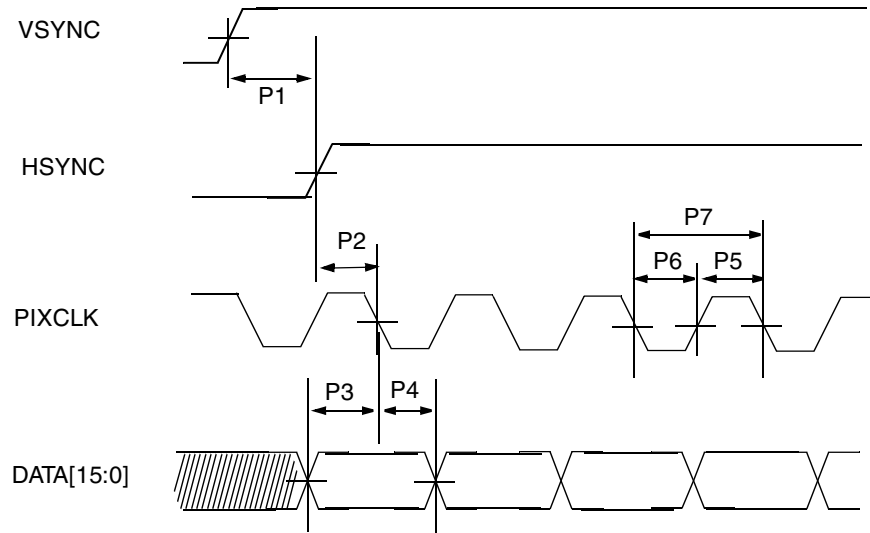 VSYNC
P1
HSYNC
P2
P7
P6 P5
PIXCLK
P3 P4
DATA[15:0]